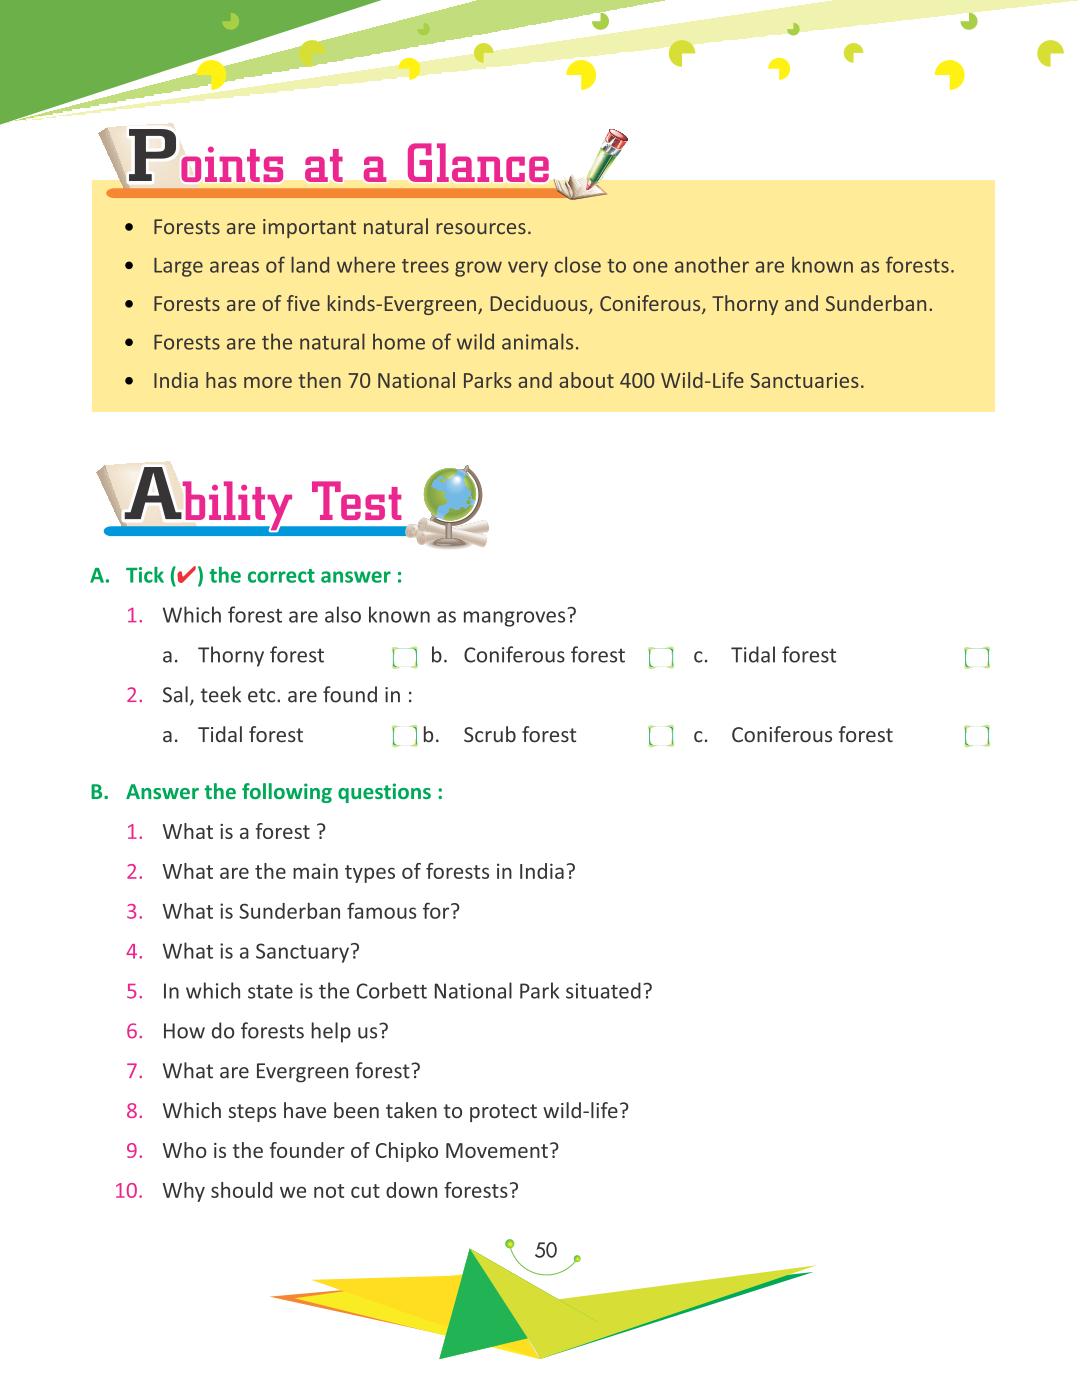 Points at a Glance
• Forests are important natural resources.
• Large areas of land where trees grow very close to one another are known as forests.
• Forests are of five kinds-Evergreen, Deciduous, Coniferous, Thorny and Sunderban.
• Forests are the natural home of wild animals.
• India has more then 70 National Parks and about 400 Wild-Life Sanctuaries.
Ability Test
A. Tick (✔) the correct answer :
1. Which forest are also known as mangroves?
a. Thorny forest b. Coniferous forest c. Tidal forest
2. Sal, teek etc. are found in :
a. Tidal forest b. Scrub forest c. Coniferous forest
B. Answer the following questions :
1. What is a forest ?
2. What are the main types of forests in India?
3. What is Sunderban famous for?
4. What is a Sanctuary?
5. In which state is the Corbett National Park situated?
6. How do forests help us?
7. What are Evergreen forest?
8. Which steps have been taken to protect wild-life?
9. Who is the founder of Chipko Movement?
10. Why should we not cut down forests?
50